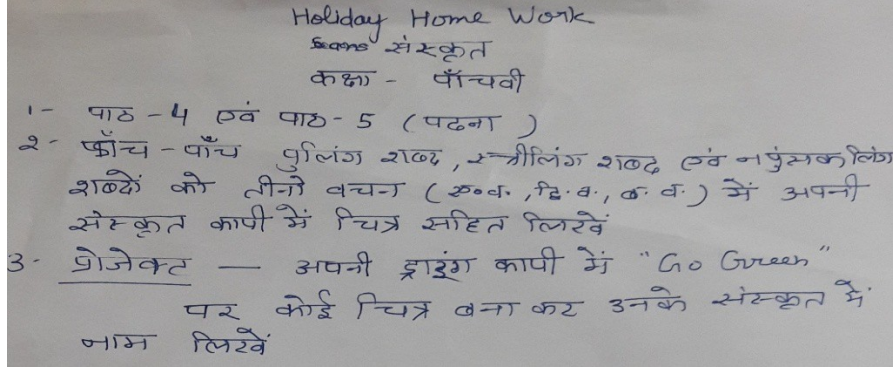 Holiday Home Work
संस्कृत
कक्षा - पाँचवी
1- पाठ -4 एवं पाठ-5 (पढना)
2- पाँच-पाँच पुलिंग शब्द, स्त्रीलिंग शब्द एवं नपुंसकलिंग
शब्दों को तीनो वचन (ए०व., द्वि.व., ब.व.) में अपनी
संस्कृत कापी में चित्र सहित लिखें
3- प्रोजेक्ट — अपनी ड्राइंग कापी में "Go Green"
पर कोई चित्र बना कर उनके संस्कृत में
नाम लिखें